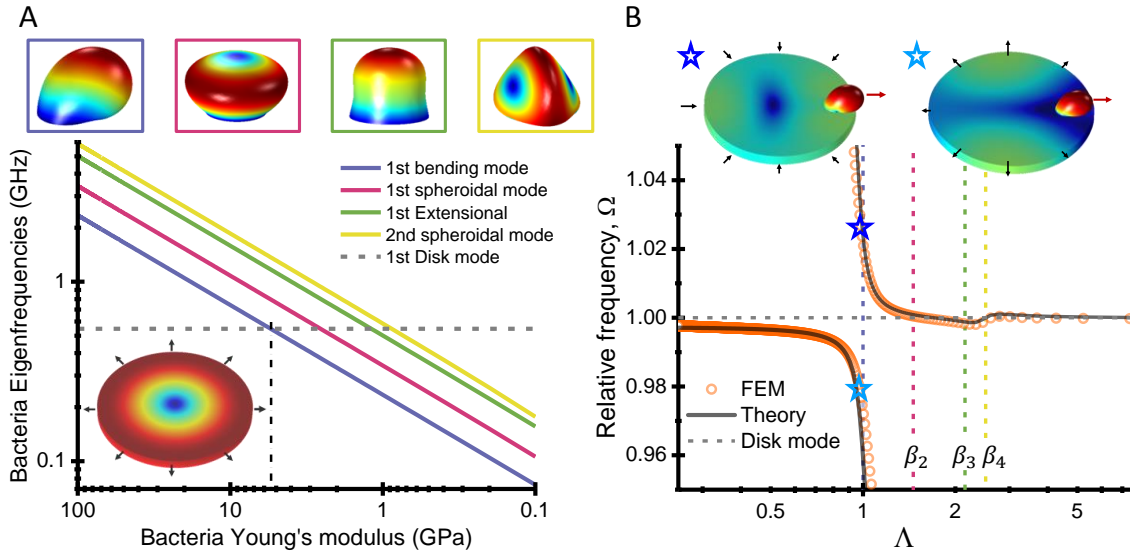 A
B
1st bending mode
1st spheroidal mode
1st Extensional
2nd spheroidal mode
1st Disk mode
Bacteria Eigenfrequencies (GHz)
1
0.1
100
10
1
0.1
Bacteria Young's modulus (GPa)
Relative frequency, Ω
1.04
1.02
1.00
0.98
0.96
FEM
Theory
Disk mode
β₂
β₃
β₄
0.5
1
2
5
Λ